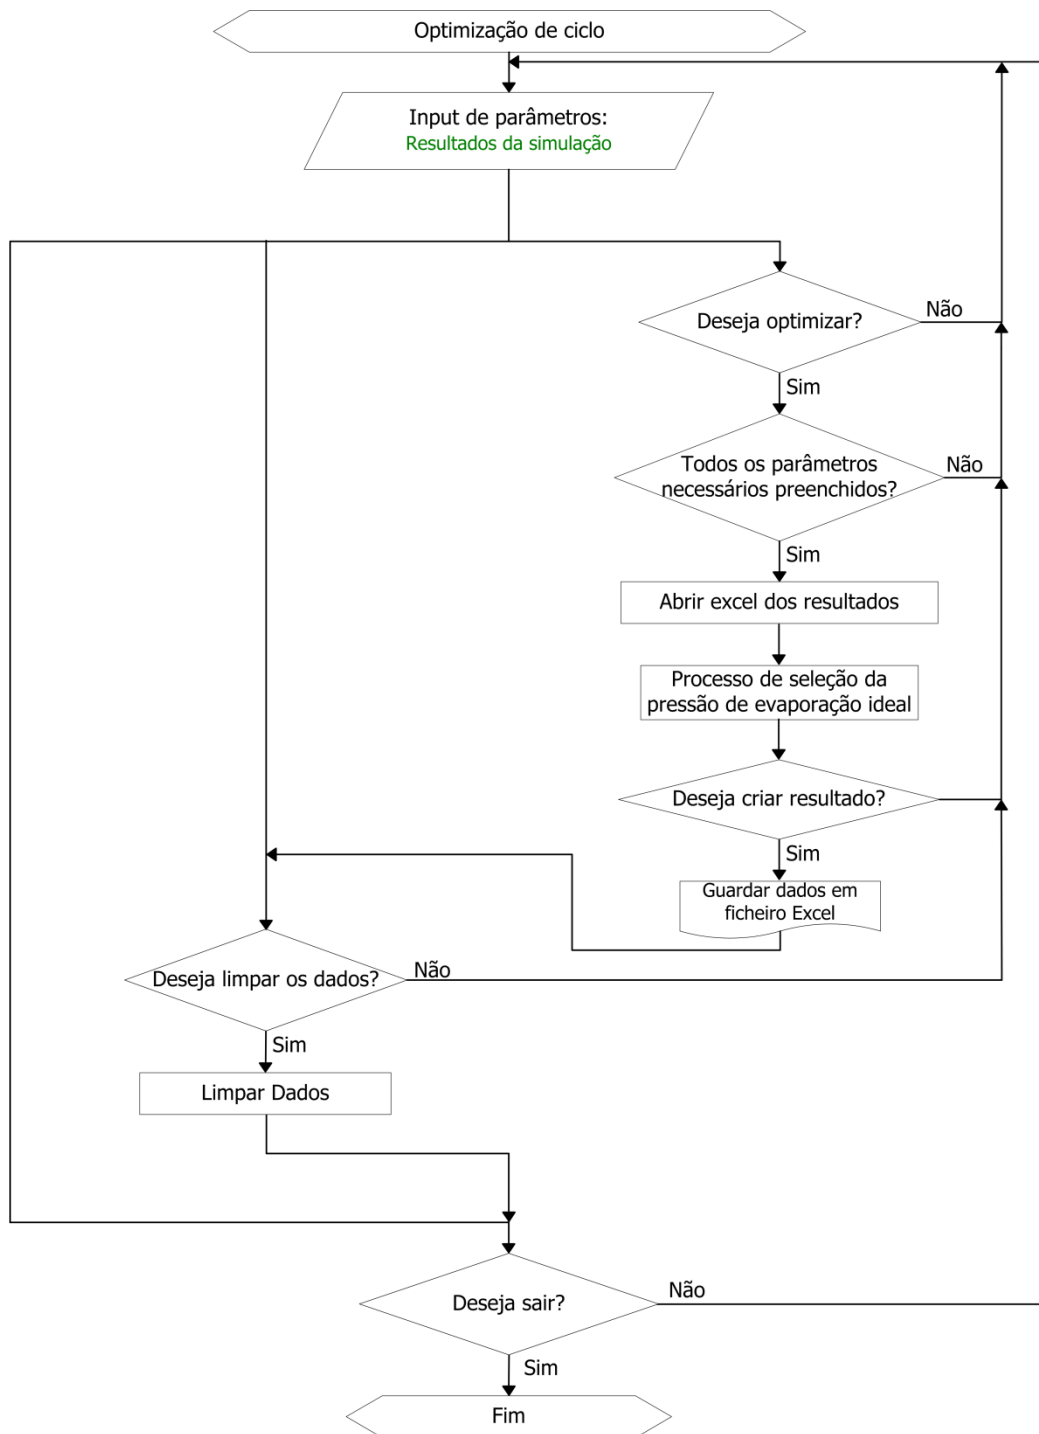 Optimização de ciclo
Input de parâmetros:
Resultados da simulação
Deseja optimizar?
Não
Sim
Todos os parâmetros
necessários preenchidos?
Não
Sim
Abrir excel dos resultados
Processo de seleção da
pressão de evaporação ideal
Deseja criar resultado?
Sim
Guardar dados em
ficheiro Excel
Deseja limpar os dados?
Não
Sim
Limpar Dados
Deseja sair?
Não
Sim
Fim